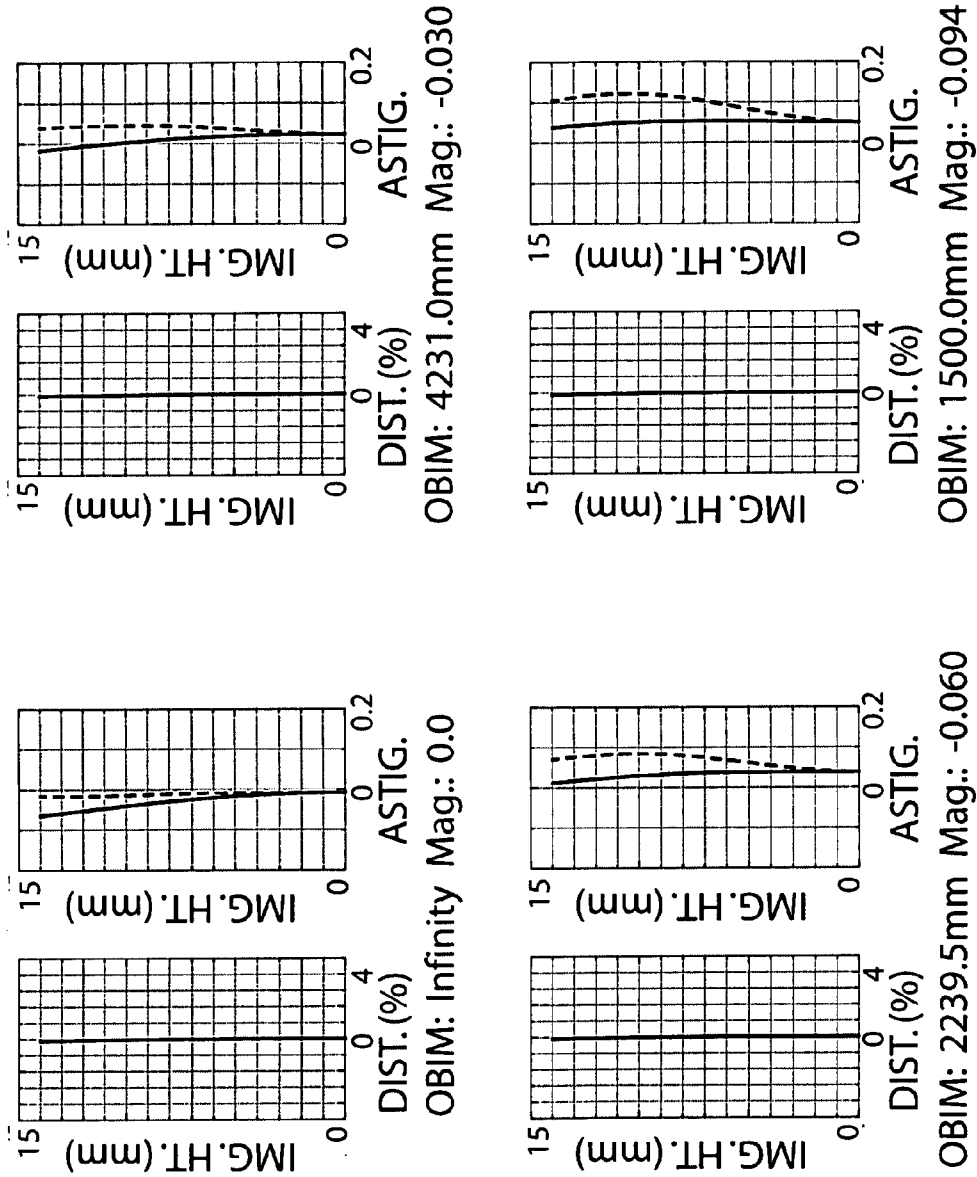 15
IMG. HT. (mm)
0
0
4
DIST. (%)
15
IMG. HT. (mm)
0
0
0.2
ASTIG.
OBIM: Infinity Mag.: 0.0
15
IMG. HT. (mm)
0
0
4
DIST. (%)
15
IMG. HT. (mm)
0
0
0.2
ASTIG.
OBIM: 4231.0mm Mag.: -0.030
15
IMG. HT. (mm)
0
0
4
DIST. (%)
15
IMG. HT. (mm)
0
0
0.2
ASTIG.
OBIM: 2239.5mm Mag.: -0.060
15
IMG. HT. (mm)
0
0
4
DIST. (%)
15
IMG. HT. (mm)
0
0
0.2
ASTIG.
OBIM: 1500.0mm Mag.: -0.094